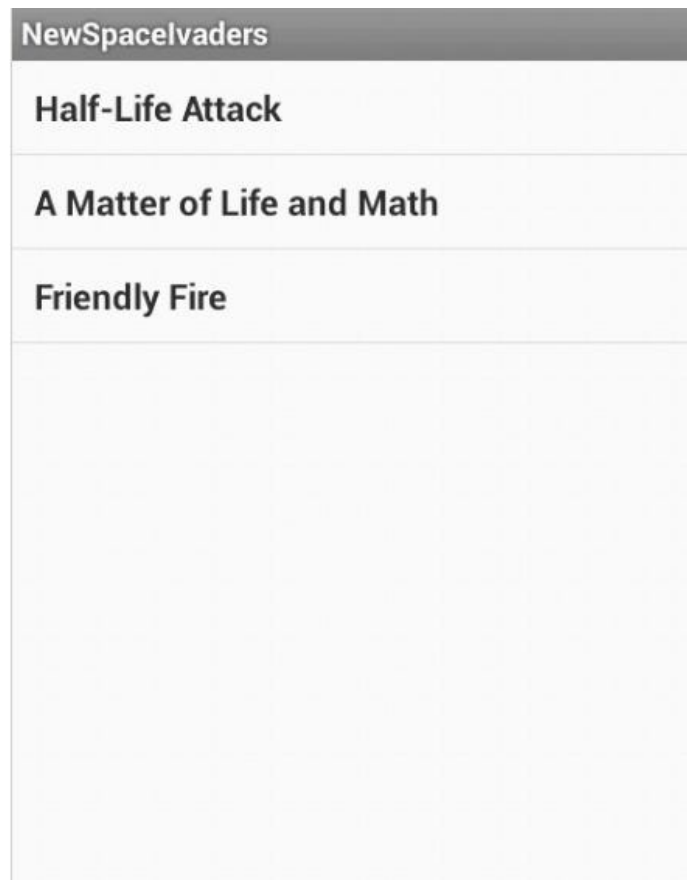 NewSpaceIvaders
Half-Life Attack
A Matter of Life and Math
Friendly Fire